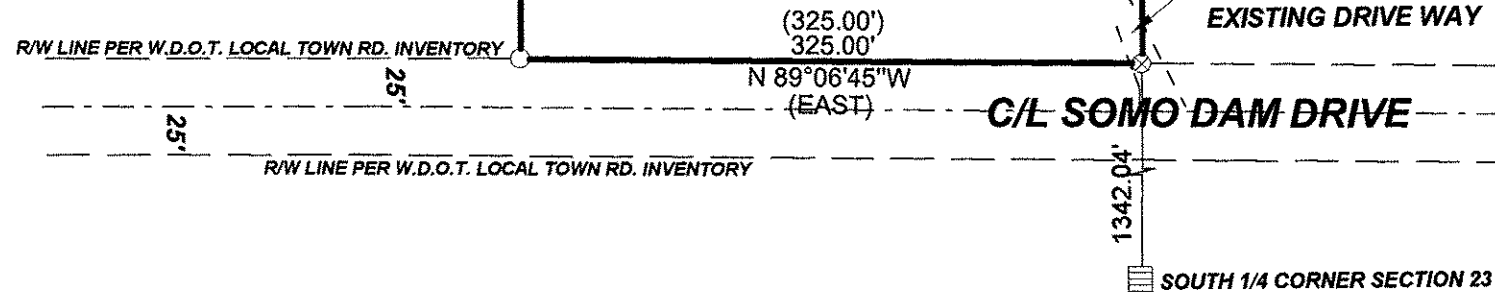 (325.00')
325.00'
EXISTING DRIVE WAY
R/W LINE PER W.D.O.T. LOCAL TOWN RD. INVENTORY
N 89°06'45"W
(EAST)
25'
C/L SOMO DAM DRIVE
25'
R/W LINE PER W.D.O.T. LOCAL TOWN RD. INVENTORY
1342.04'
SOUTH 1/4 CORNER SECTION 23